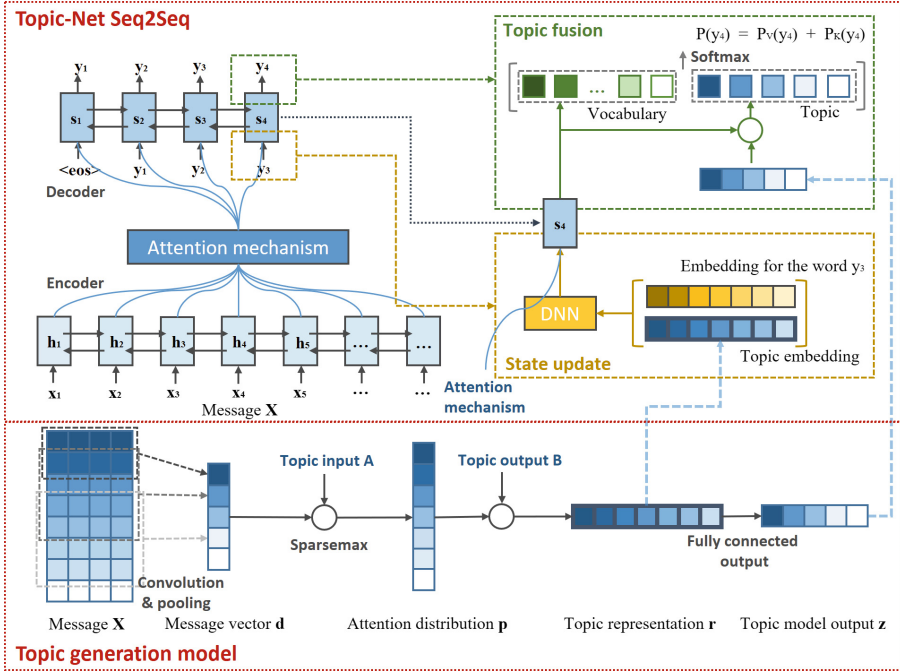 Topic-Net Seq2Seq
y₁ y₂ y₃ y₄
s₁ s₂ s₃ s₄
<eos> y₁ y₂ y₃
Decoder
Attention mechanism
Encoder
h₁ h₂ h₃ h₄ h₅ ... ...
x₁ x₂ x₃ x₄ x₅ ... ...
Message X
Topic fusion
P(y₄) = Pᵥ(y₄) + Pₖ(y₄)
Softmax
...
Vocabulary
Topic
s₄
Embedding for the word y₃
DNN
Topic embedding
State update
Attention
mechanism
Topic input A
Topic output B
Sparsemax
Fully connected
output
Convolution
& pooling
Message X
Message vector d
Attention distribution p
Topic representation r
Topic model output z
Topic generation model